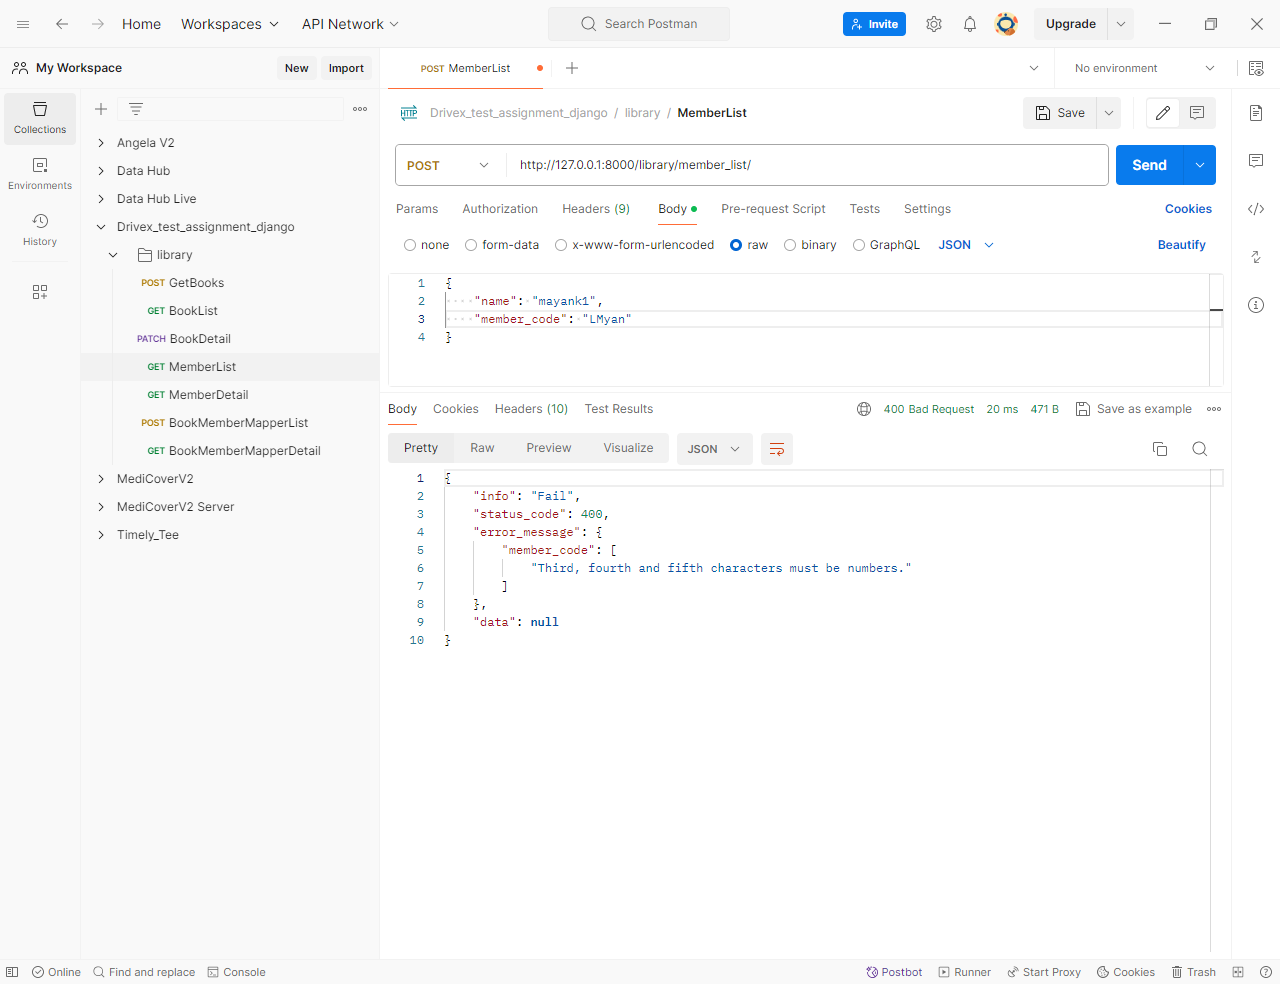 Home Workspaces API Network Search Postman Invite Upgrade
My Workspace New Import POST MemberList No environment
Collections
Environments
History
Angela V2
Data Hub
Data Hub Live
Drivex_test_assignment_django
library
POST GetBooks
GET BookList
PATCH BookDetail
GET MemberList
GET MemberDetail
POST BookMemberMapperList
GET BookMemberMapperDetail
MediCoverV2
MediCoverV2 Server
Timely_Tee
HTTP Drivex_test_assignment_django / library / MemberList Save
POST http://127.0.0.1:8000/library/member_list/ Send
Params Authorization Headers (9) Body Pre-request Script Tests Settings Cookies
none form-data x-www-form-urlencoded raw binary GraphQL JSON Beautify
1 {
2 "name": "mayank1",
3 "member_code": "LMyan"
4 }
Body Cookies Headers (10) Test Results 400 Bad Request 20 ms 471 B Save as example
Pretty Raw Preview Visualize JSON
1 {
2 "info": "Fail",
3 "status_code": 400,
4 "error_message": {
5 "member_code": [
6 "Third, fourth and fifth characters must be numbers."
7 ]
8 },
9 "data": null
10 }
Online Find and replace Console Postbot Runner Start Proxy Cookies Trash